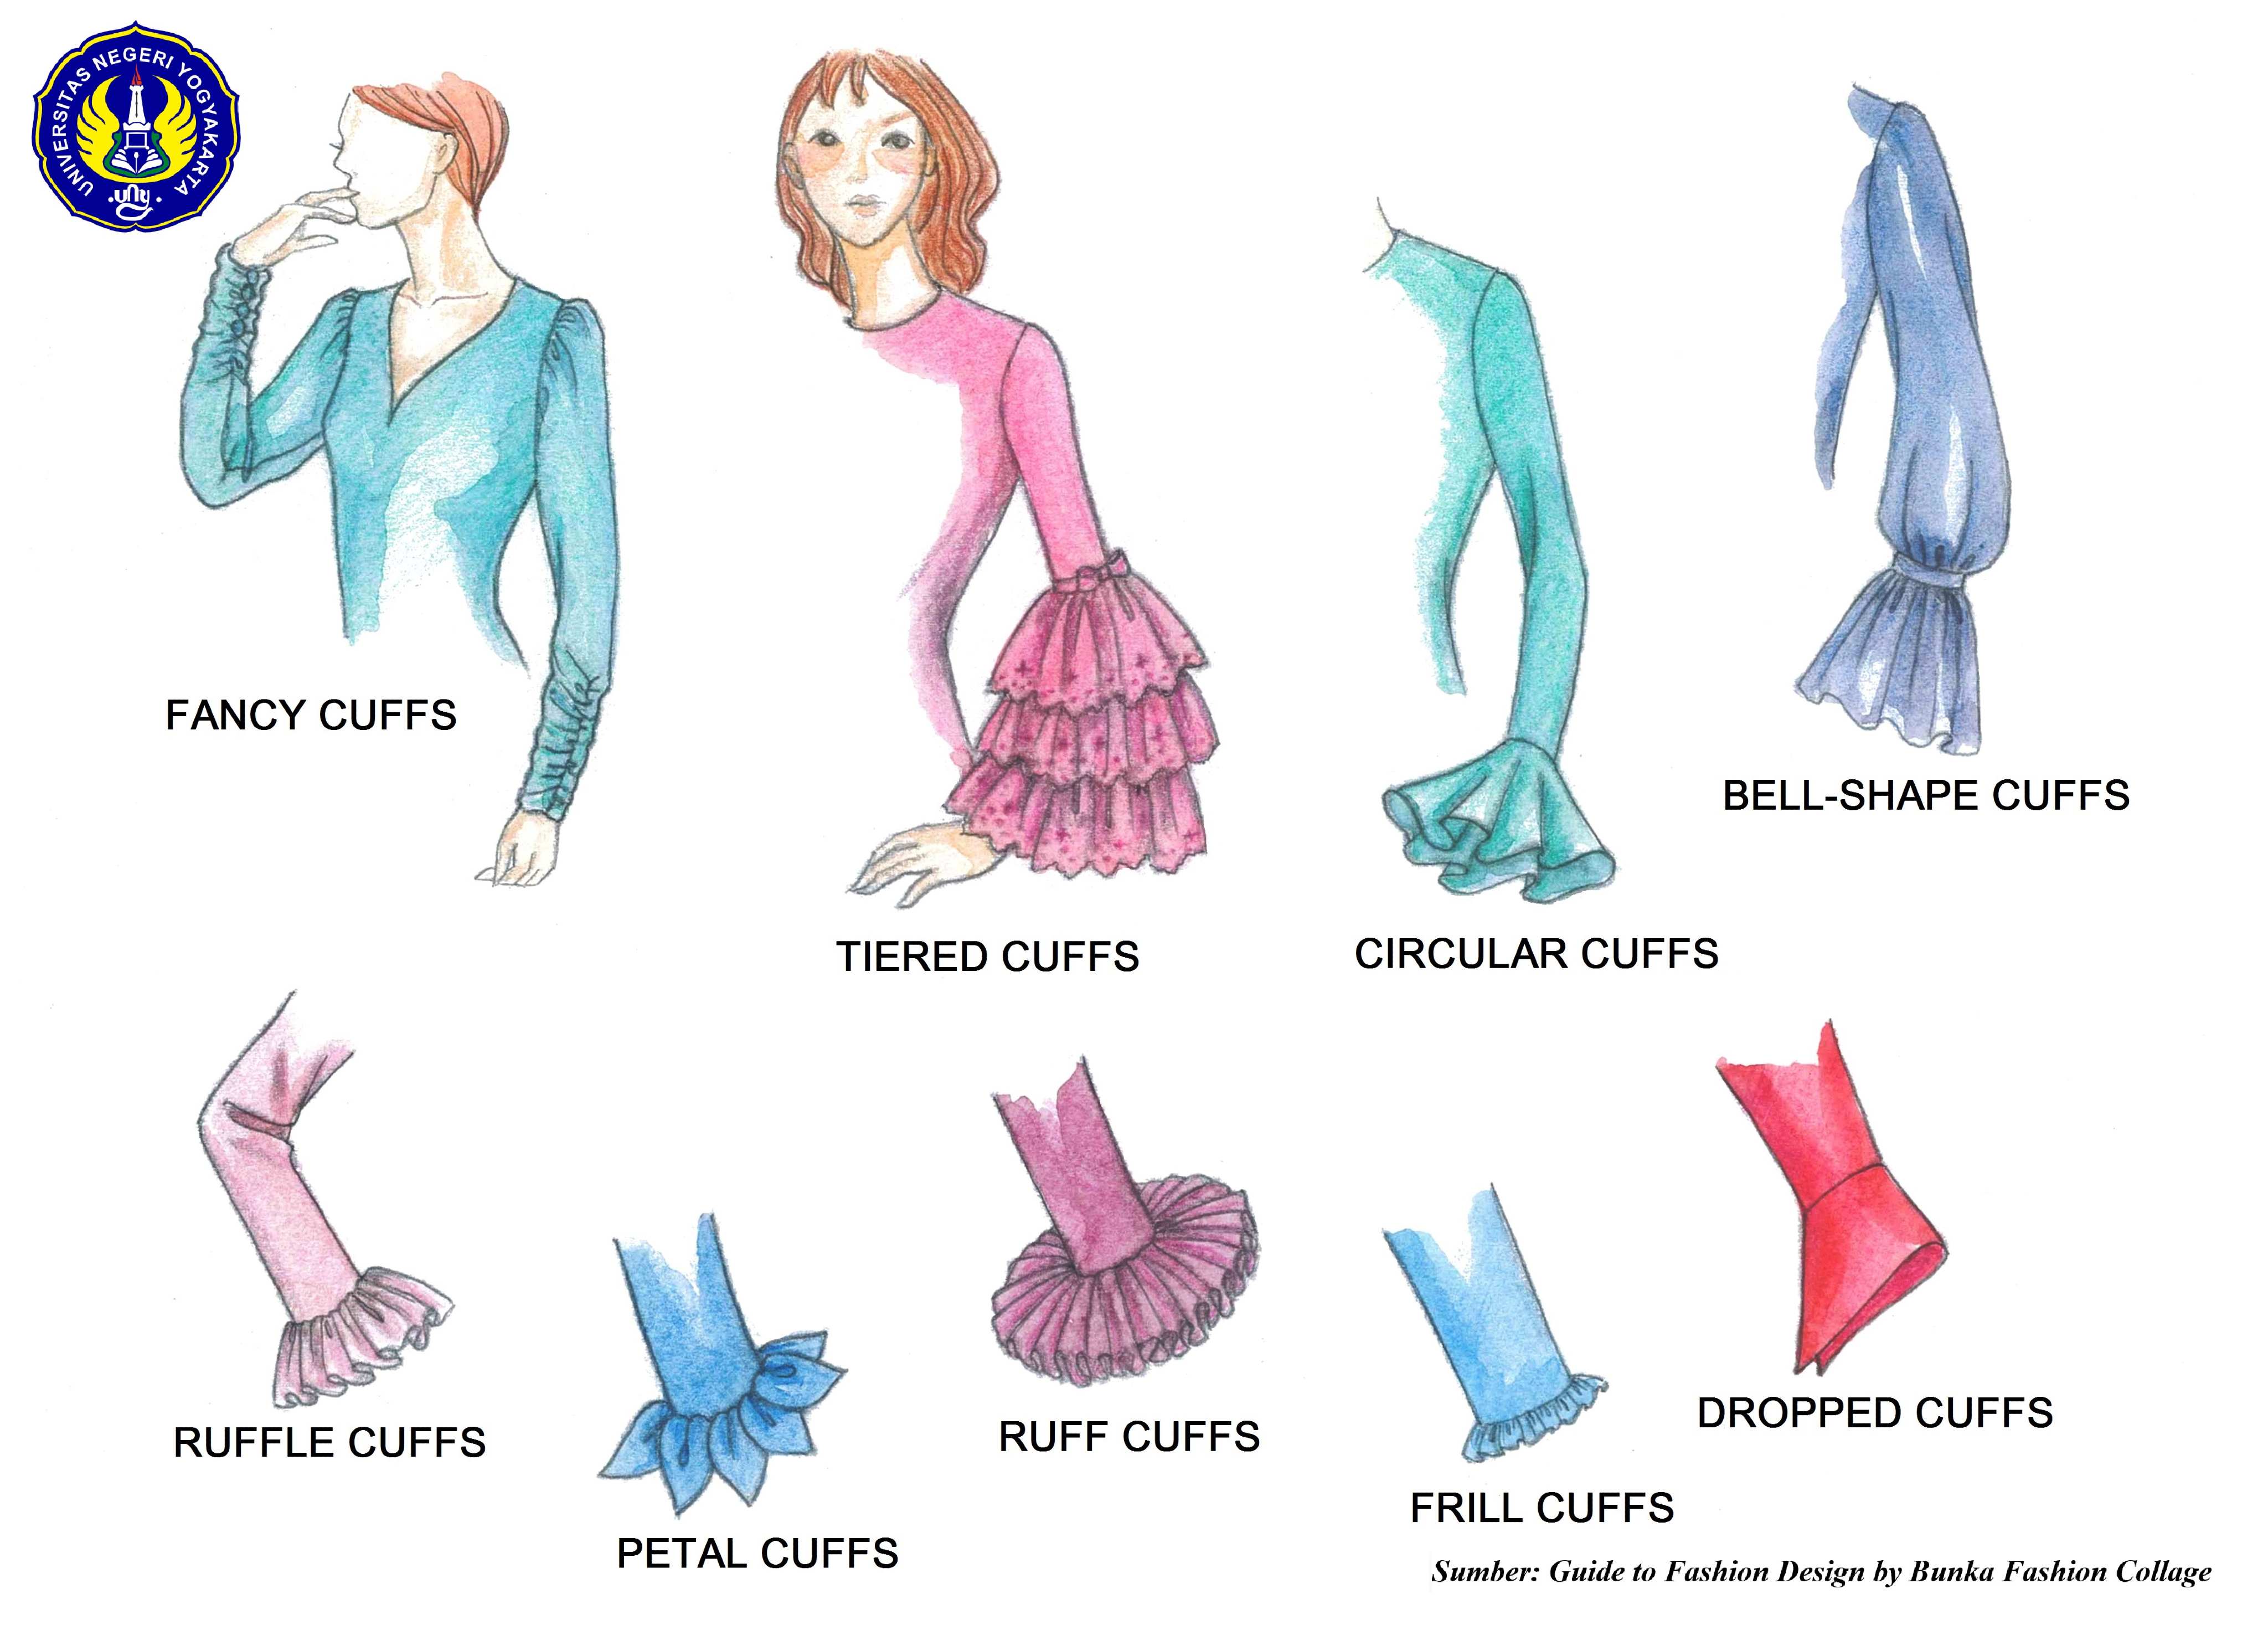 UNIVERSITAS NEGERI YOGYAKARTA
uny
FANCY CUFFS
TIERED CUFFS
CIRCULAR CUFFS
BELL-SHAPE CUFFS
RUFFLE CUFFS
PETAL CUFFS
RUFF CUFFS
FRILL CUFFS
DROPPED CUFFS
Sumber: Guide to Fashion Design by Bunka Fashion Collage